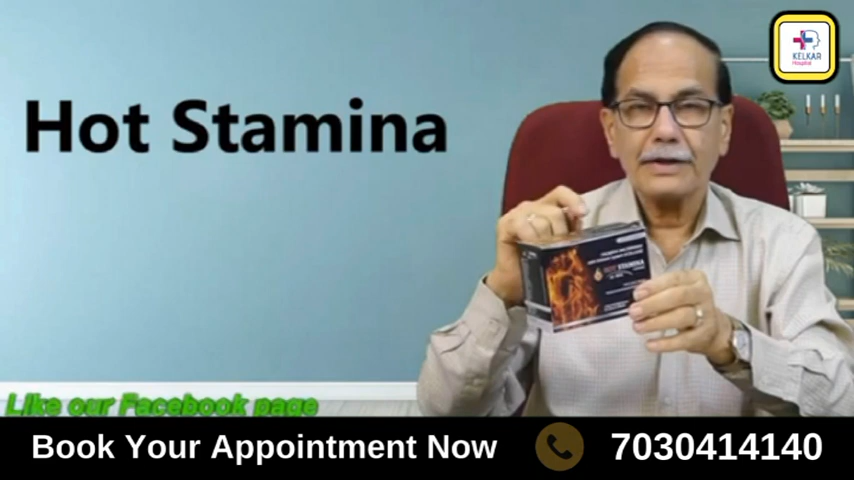 KELKAR
Hospital
Hot Stamina
HOT STAMINA
Like our Facebook page
Book Your Appointment Now
7030414140